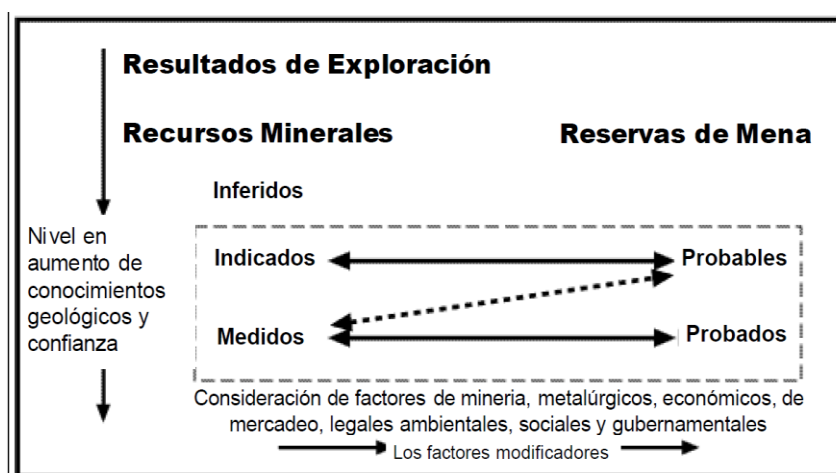 Resultados de Exploración
Recursos Minerales
Reservas de Mena
Inferidos
Nivel en
aumento de
conocimientos
geológicos y
confianza
Indicados
Probables
Medidos
Probados
Consideración de factores de mineria, metalúrgicos, económicos, de
mercadeo, legales ambientales, sociales y gubernamentales
Los factores modificadores